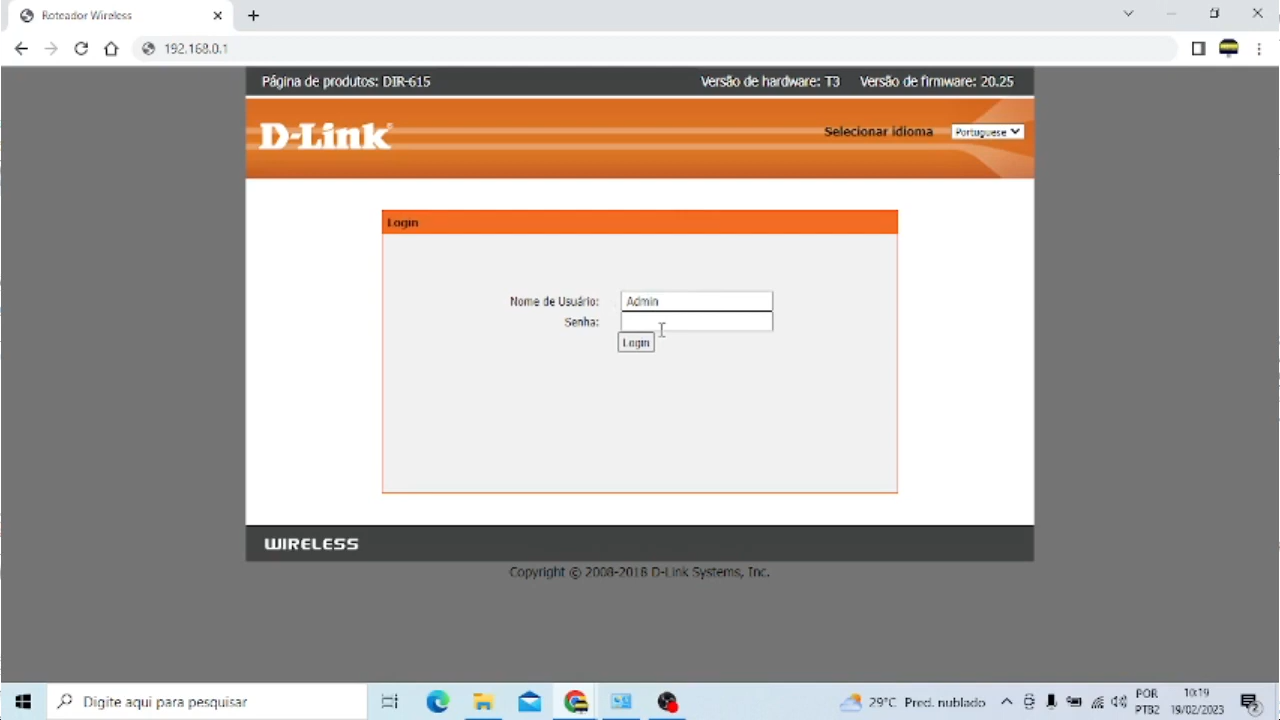 Roteador Wireless
192.168.0.1
Página de produtos: DIR-615 Versão de hardware: T3 Versão de firmware: 20.25
D-Link
Selecionar idioma Portuguese
Login
Nome de Usuário: Admin
Senha:
Login
WIRELESS
Copyright © 2008-2018 D-Link Systems, Inc.
Digite aqui para pesquisar 29°C Pred. nublado POR 10:19
PTB2 19/02/2023 2